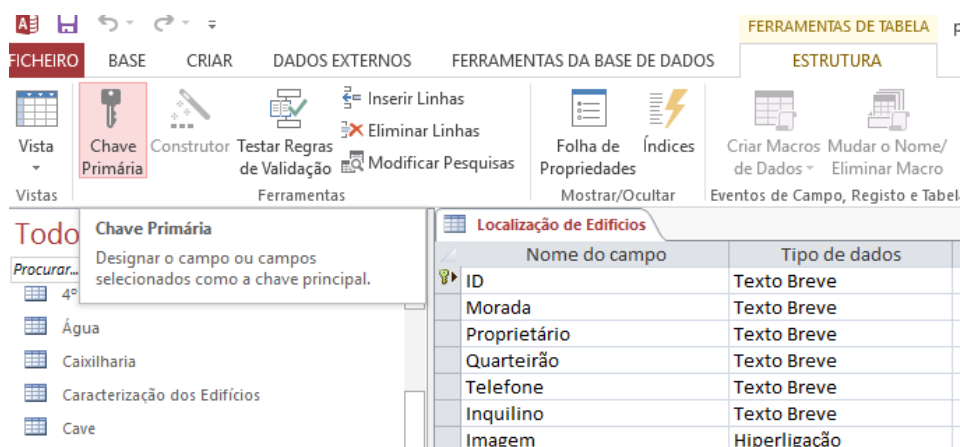 FERRAMENTAS DE TABELA
FICHEIRO BASE CRIAR DADOS EXTERNOS FERRAMENTAS DA BASE DE DADOS ESTRUTURA
Vista
Chave
Primária
Construtor
Testar Regras
de Validação
Inserir Linhas
Eliminar Linhas
Modificar Pesquisas
Folha de
Propriedades
Índices
Criar Macros
de Dados
Mudar o Nome/
Eliminar Macro
Vistas Ferramentas Mostrar/Ocultar Eventos de Campo, Registo e Tabel
Todo
Procurar...
Chave Primária
Designar o campo ou campos
selecionados como a chave principal.
4º
Água
Caixilharia
Caracterização dos Edifícios
Cave
Localização de Edificios
Nome do campo Tipo de dados
ID Texto Breve
Morada Texto Breve
Proprietário Texto Breve
Quarteirão Texto Breve
Telefone Texto Breve
Inquilino Texto Breve
Imagem Hiperligação